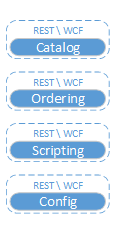 REST \ WCF
Catalog
REST \ WCF
Ordering
REST \ WCF
Scripting
REST \ WCF
Config